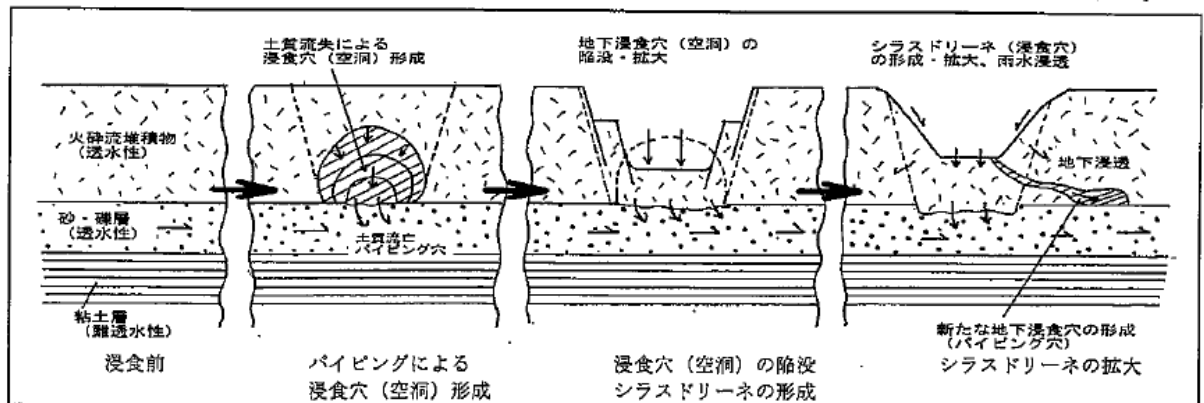 土質流失による
浸食穴（空洞）形成
地下浸食穴（空洞）の
陥没・拡大
シラスドリーネ（浸食穴）
の形成・拡大、雨水浸透
火砕流堆積物
（透水性）
地下浸透
砂・礫層
（透水性）
土質流亡
パイピング穴
粘土層
（難透水性）
新たな地下浸食穴の形成
（パイピング穴）
浸食前
パイピングによる
浸食穴（空洞）形成
浸食穴（空洞）の陥没
シラスドリーネの形成
シラスドリーネの拡大